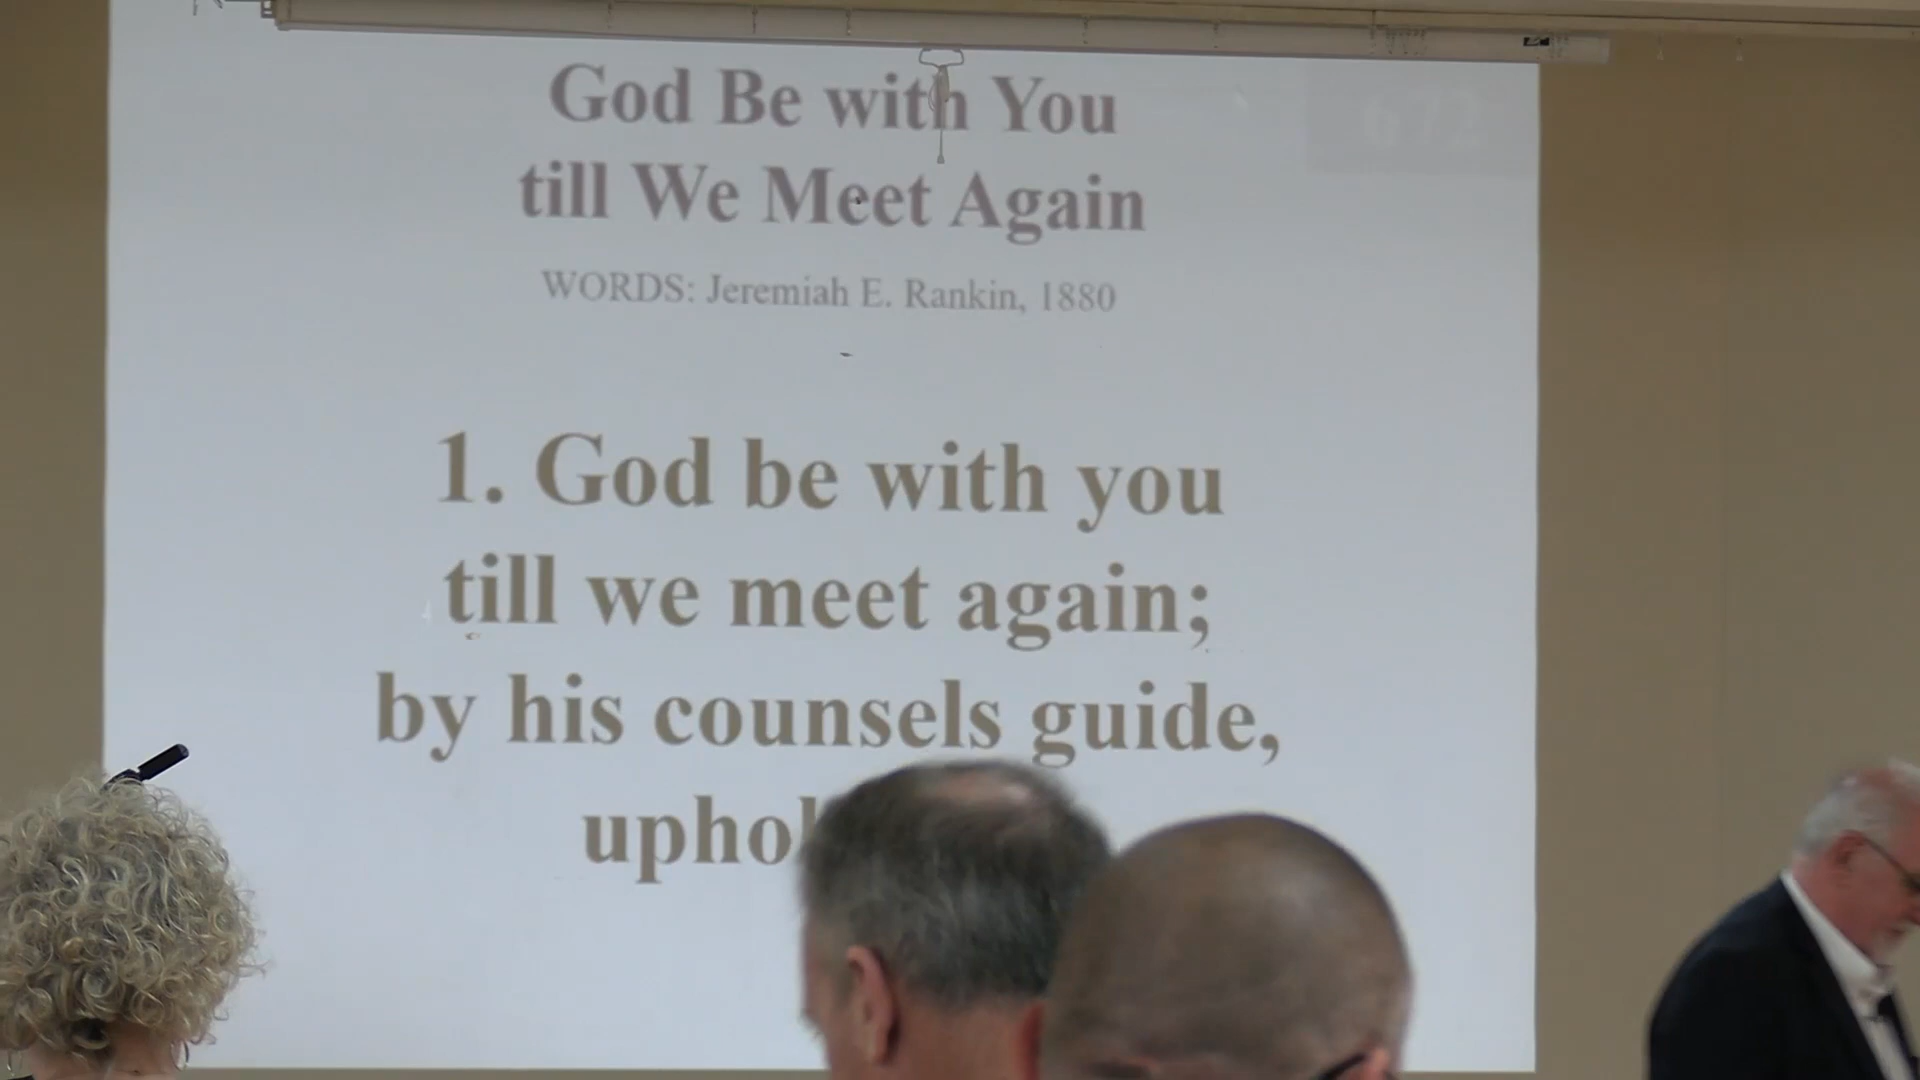 God Be with You
672
till We Meet Again
WORDS: Jeremiah E. Rankin, 1880
1. God be with you
till we meet again;
by his counsels guide,